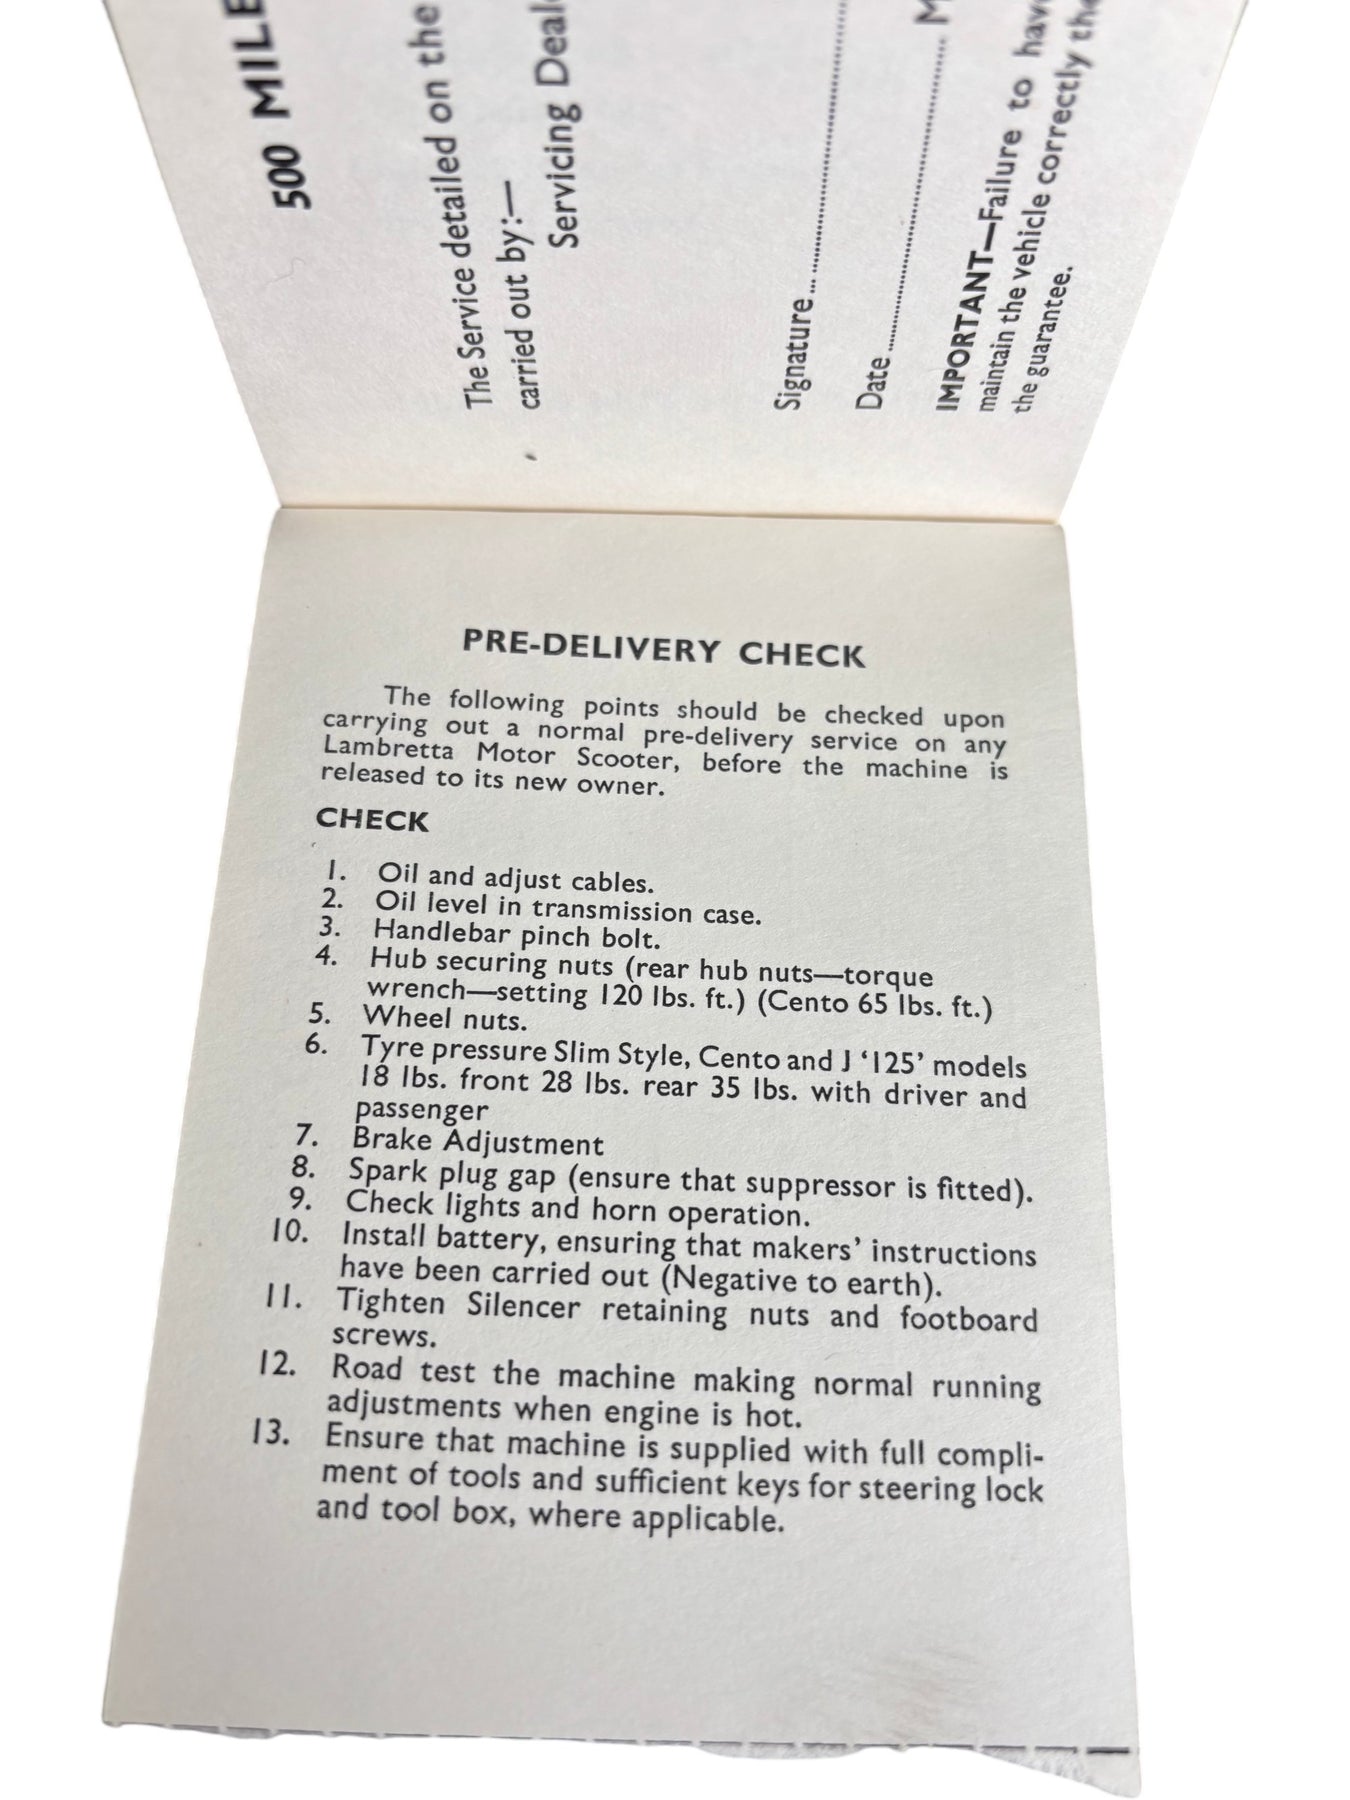 500 MILE
The Service detailed on the
carried out by:—
Servicing
Signature
Date
IMPORTANT—Failure to have
maintain the vehicle correctly the
the guarantee.
PRE-DELIVERY CHECK
The following points should be checked upon
carrying out a normal pre-delivery service on any
Lambretta Motor Scooter, before the machine is
released to its new owner.
CHECK
1. Oil and adjust cables.
2. Oil level in transmission case.
3. Handlebar pinch bolt.
4. Hub securing nuts (rear hub nuts—torque
wrench—setting 120 lbs. ft.) (Cento 65 lbs. ft.)
5. Wheel nuts.
6. Tyre pressure Slim Style, Cento and J ‘125’ models
18 lbs. front 28 lbs. rear 35 lbs. with driver and
passenger
7. Brake Adjustment
8. Spark plug gap (ensure that suppressor is fitted).
9. Check lights and horn operation.
10. Install battery, ensuring that makers’ instructions
have been carried out (Negative to earth).
11. Tighten Silencer retaining nuts and footboard
screws.
12. Road test the machine making normal running
adjustments when engine is hot.
13. Ensure that machine is supplied with full compli-
ment of tools and sufficient keys for steering lock
and tool box, where applicable.